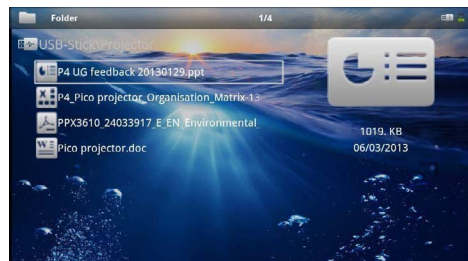 Folder 1/4
USB-Stick\Projector
P4 UG feedback 20130129.ppt
P4_Pico projector_Organisation_Matrix-13
PPX3610_24033917_E_EN_Environmental_
Pico projector.doc
1019. KB
06/03/2013